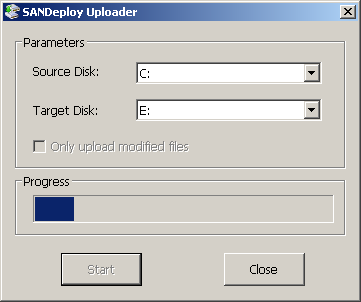 SANDeploy Uploader
Parameters
Source Disk: C:
Target Disk: E:
Only upload modified files
Progress
Start Close